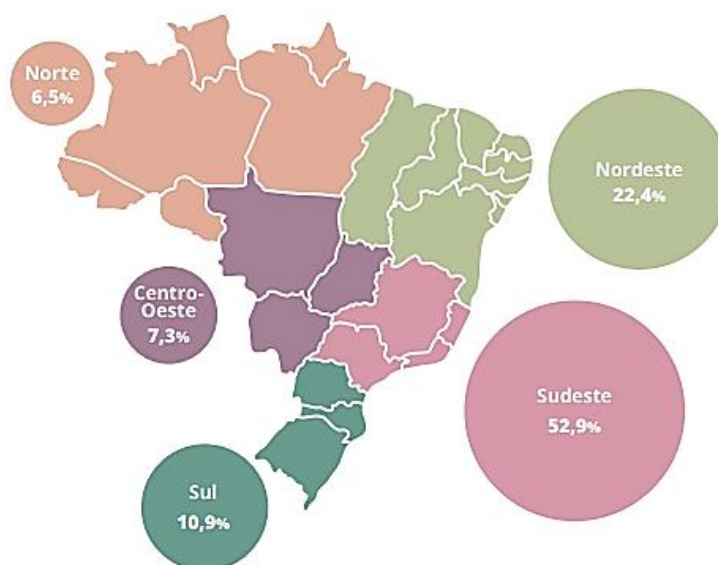 Norte
6,5%
Nordeste
22,4%
Centro-
Oeste
7,3%
Sudeste
52,9%
Sul
10,9%